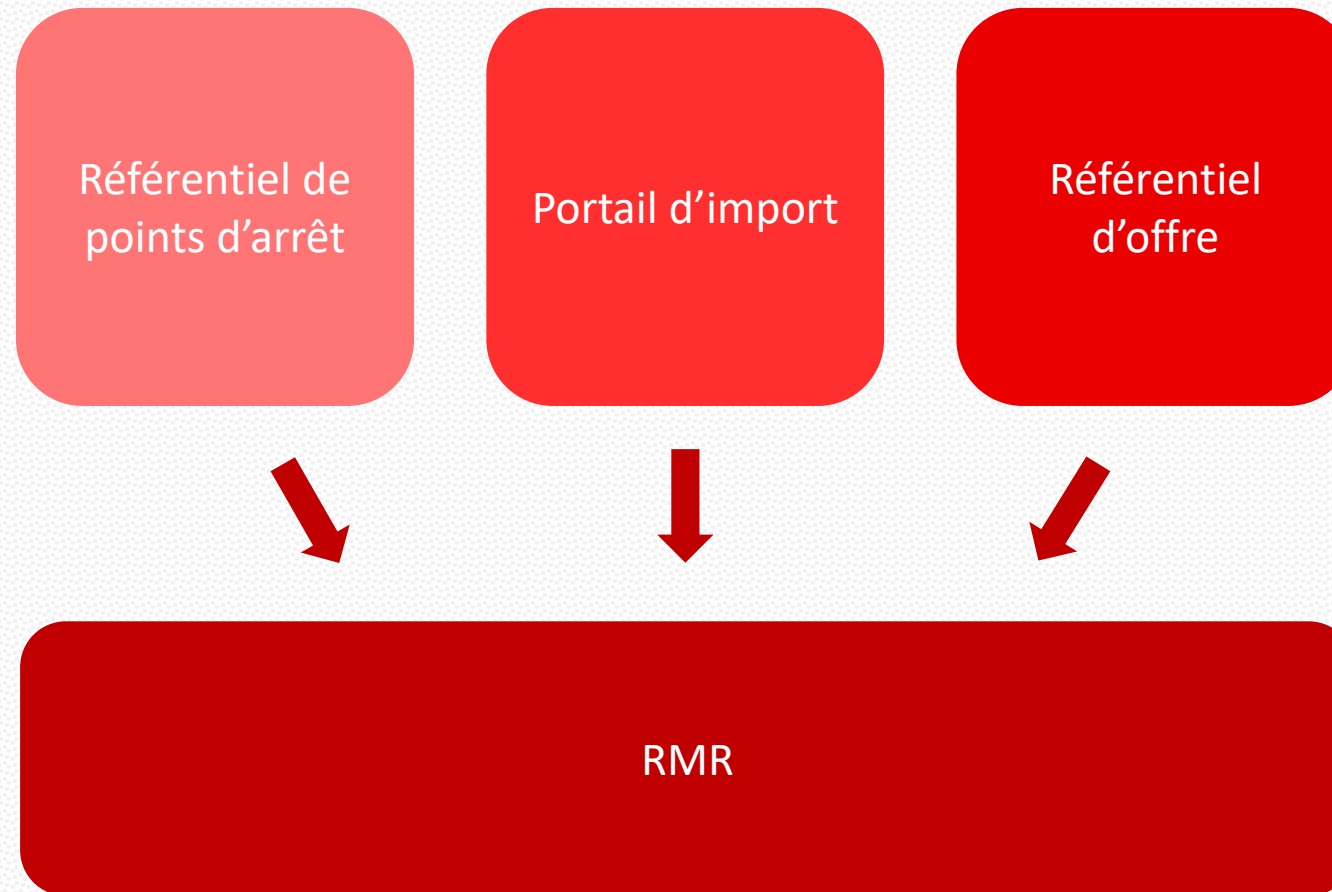 Référentiel de
points d’arrêt
Portail d’import
Référentiel
d’offre
RMR